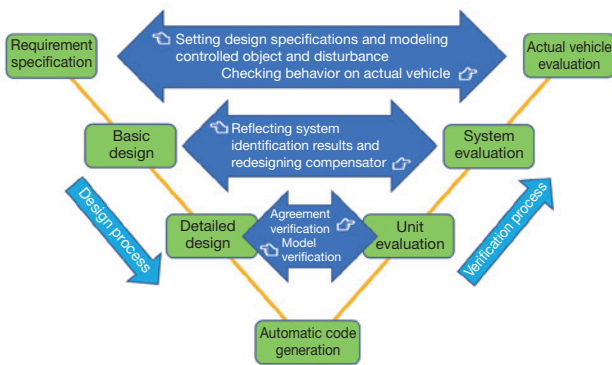 Requirement
specification
Setting design specifications and modeling
controlled object and disturbance
Checking behavior on actual vehicle
Actual vehicle
evaluation
Basic
design
Reflecting system
identification results and
redesigning compensator
System
evaluation
Design process
Detailed
design
Agreement
verification
Model
verification
Unit
evaluation
Verification process
Automatic code
generation